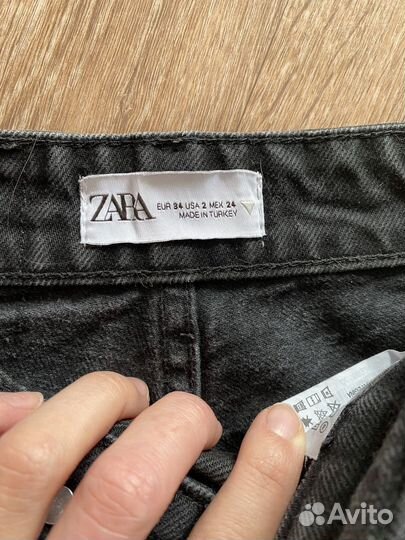 ZARA
EUR 34 USA 2 MEX 24
MADE IN TURKEY
Avito